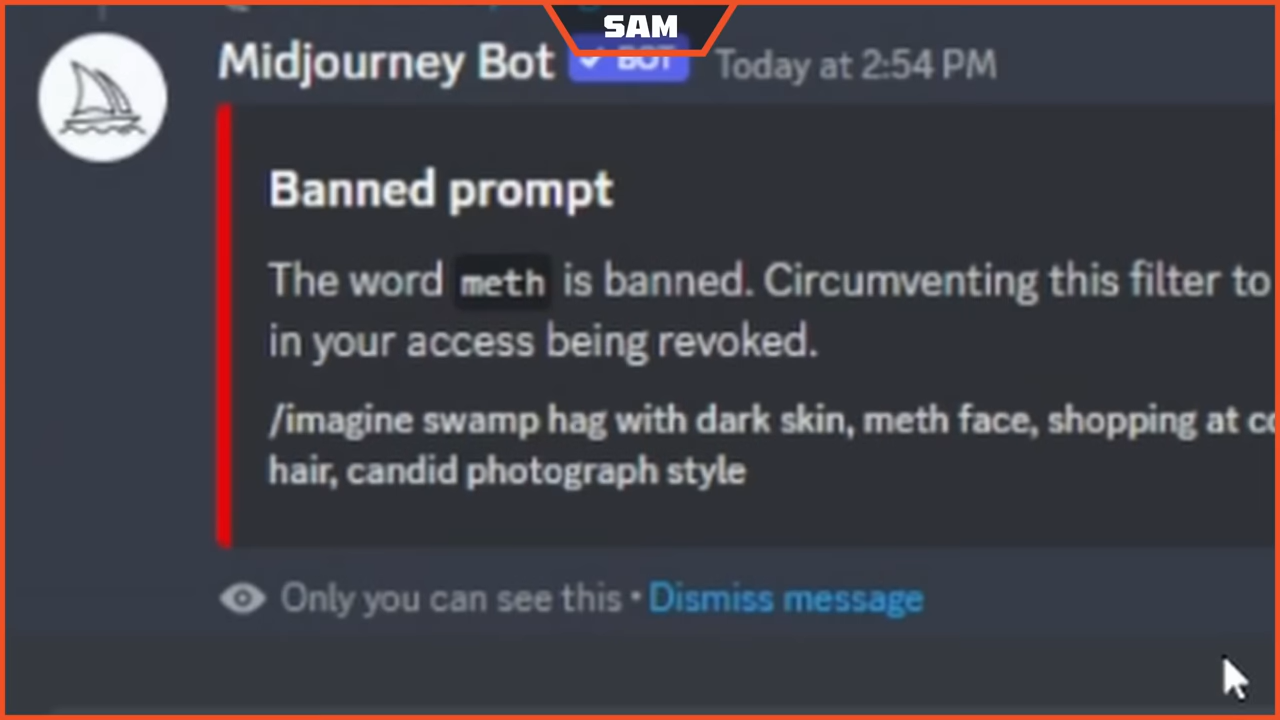 SAM
Midjourney Bot ✓ BOT Today at 2:54 PM
Banned prompt
The word meth is banned. Circumventing this filter to
in your access being revoked.
/imagine swamp hag with dark skin, meth face, shopping at
hair, candid photograph style
Only you can see this • Dismiss message